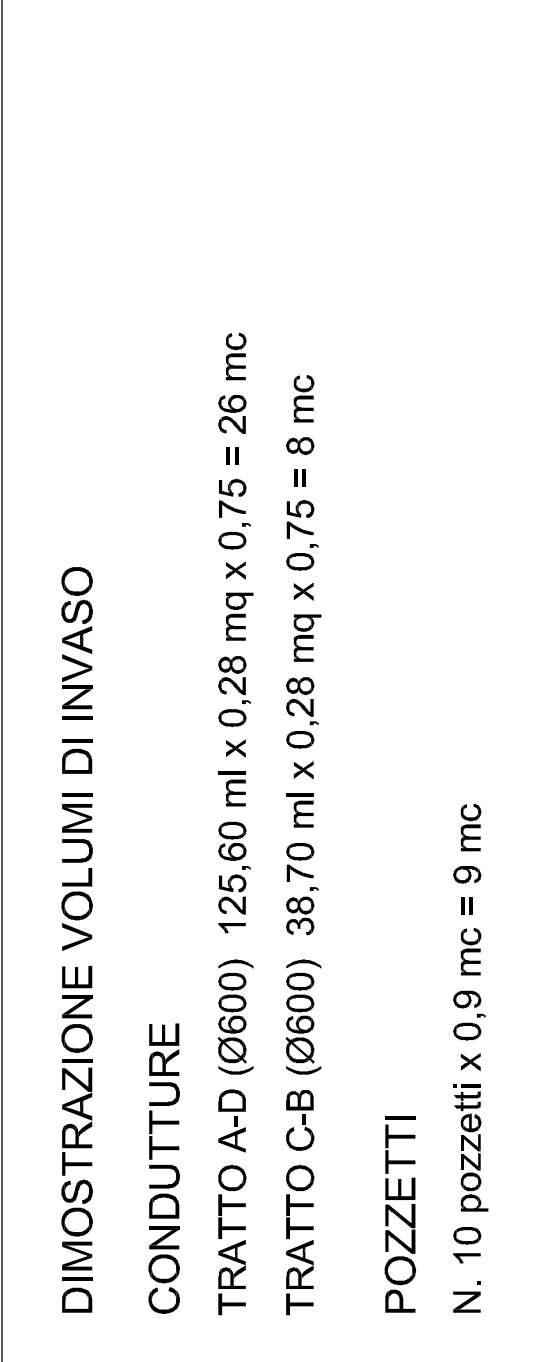 DIMOSTRAZIONE VOLUMI DI INVASO
CONDUTTURE
TRATTO A-D (Ø600) 125,60 ml x 0,28 mq x 0,75 = 26 mc
TRATTO C-B (Ø600) 38,70 ml x 0,28 mq x 0,75 = 8 mc
POZZETTI
N. 10 pozzetti x 0,9 mc = 9 mc